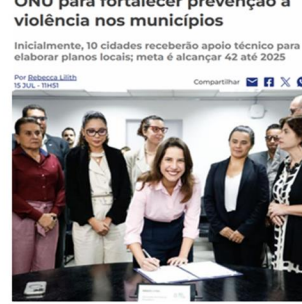 ONU para fortalecer prevenção à
violência nos municípios
Inicialmente, 10 cidades receberão apoio técnico para
elaborar planos locais; meta é alcançar 42 até 2025
Por Rebecca Lilith
15 JUL - 11H51
Compartilhar